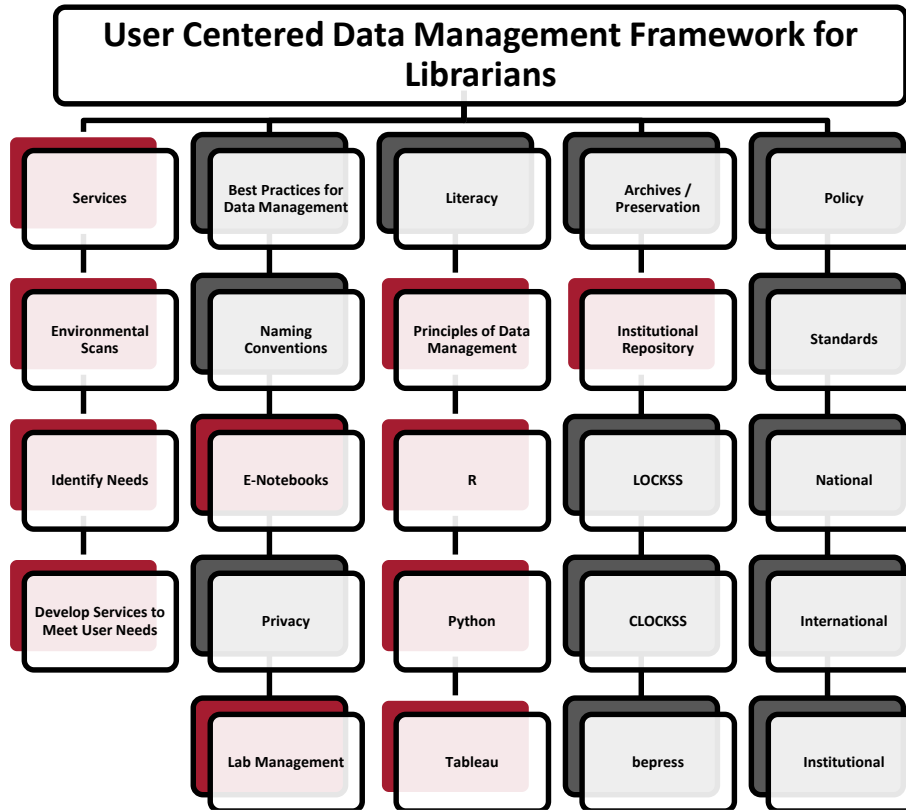 User Centered Data Management Framework for
Librarians
Services
Best Practices for
Data Management
Literacy
Archives /
Preservation
Policy
Environmental
Scans
Naming
Conventions
Principles of Data
Management
Institutional
Repository
Standards
Identify Needs
E-Notebooks
R
LOCKSS
National
Develop Services to
Meet User Needs
Privacy
Python
CLOCKSS
International
Lab Management
Tableau
bepress
Institutional